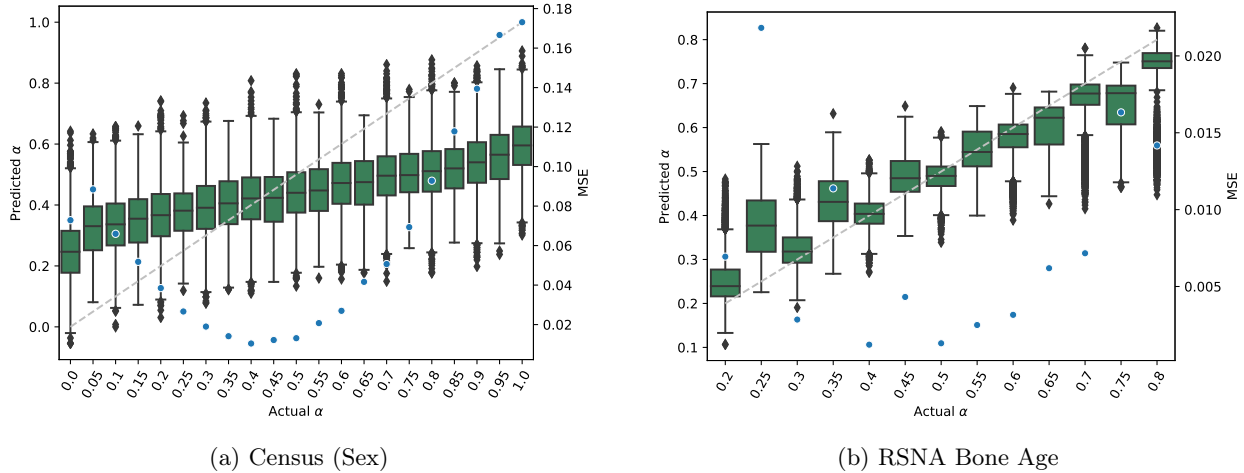 1.0
0.8
0.6
0.4
0.2
0.0
Predicted α
0.18
0.16
0.14
0.12
0.10
0.08
0.06
0.04
0.02
MSE
0.0 0.05 0.1 0.15 0.2 0.25 0.3 0.35 0.4 0.45 0.5 0.55 0.6 0.65 0.7 0.75 0.8 0.85 0.9 0.95 1.0
Actual α
(a) Census (Sex)
0.8
0.7
0.6
0.5
0.4
0.3
0.2
0.1
Predicted α
0.020
0.015
0.010
0.005
MSE
0.2 0.25 0.3 0.35 0.4 0.45 0.5 0.55 0.6 0.65 0.7 0.75 0.8
Actual α
(b) RSNA Bone Age